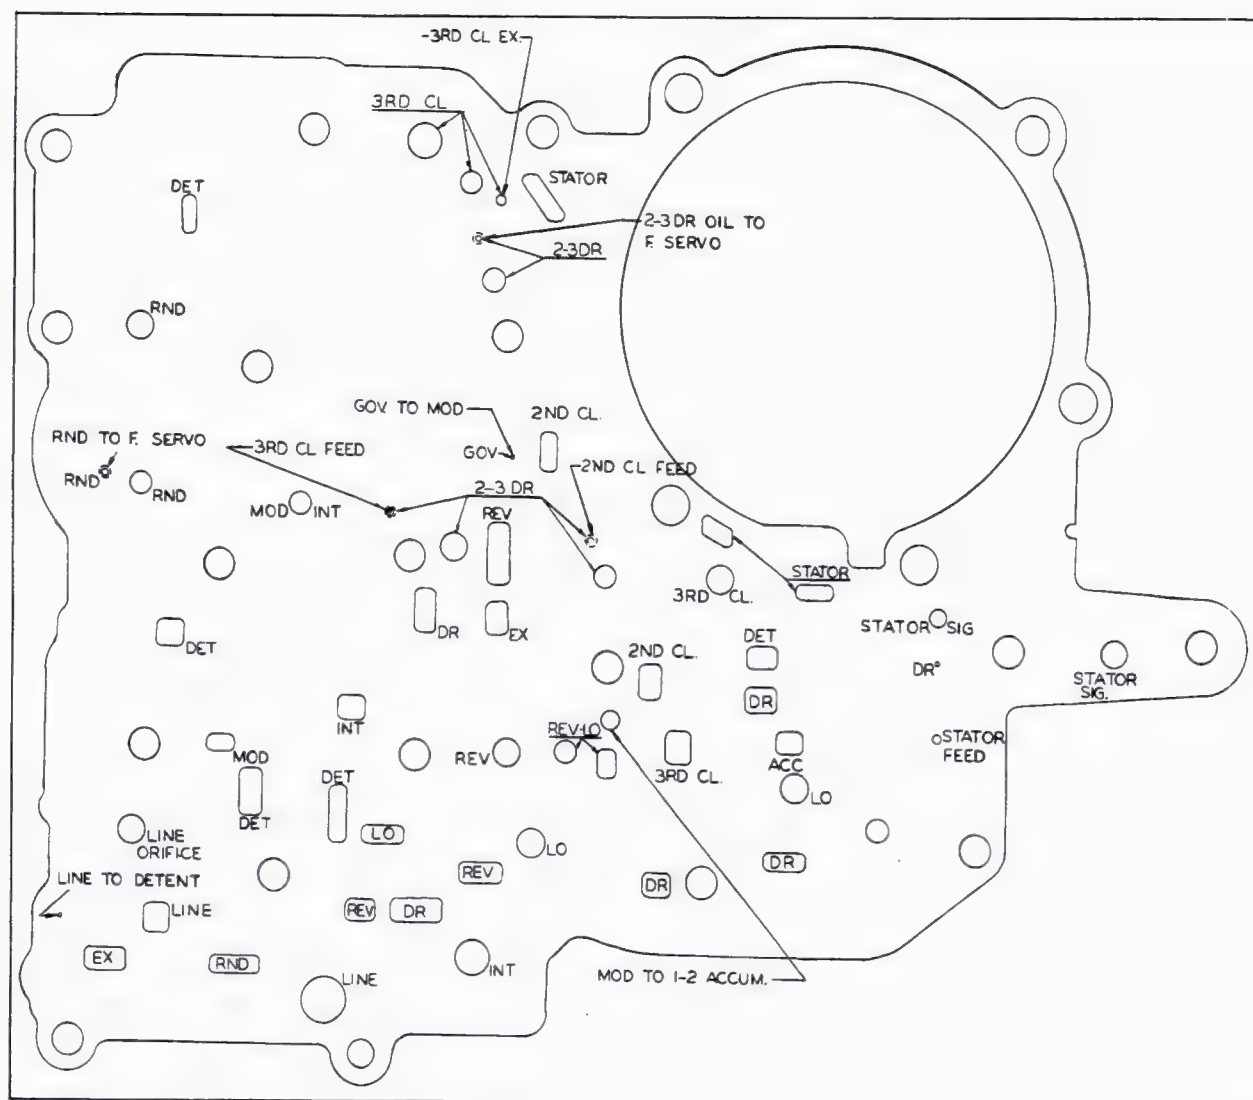 -3RD CL EX.
3RD CL
STATOR
DET
2-3DR OIL TO
F. SERVO
2-3DR
RND
GOV. TO MOD
2ND CL.
RND TO F. SERVO
3RD CL FEED
GOV
2ND CL FEED
RND
RND
2-3 DR
MOD
INT
REV
STATOR
3RD
CL.
DR
EX
STATOR
SIG
DET
2ND CL.
DET
DR
STATOR
SIG.
DR
INT
REV-LO
STATOR
FEED
MOD
REV
3RD CL.
ACC
DET
DET
LO
LINE
ORIFICE
LO
LO
REV
DR
DR
LINE TO DETENT
LINE
REV
DR
EX
RND
INT
LINE
MOD TO 1-2 ACCUM.